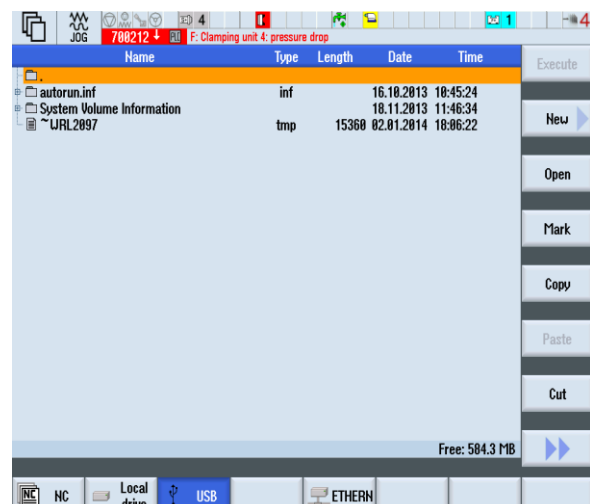 4 1 4
JOG 700212 ↓ PLC F: Clamping unit 4: pressure drop
Name Type Length Date Time
Execute
.
autorun.inf inf 16.10.2013 10:45:24
System Volume Information 18.11.2013 11:46:34
~WRL2097 tmp 15360 02.01.2014 18:06:22
New
Open
Mark
Copy
Paste
Cut
Free: 584.3 MB
NC NC Local drive USB ETHERN